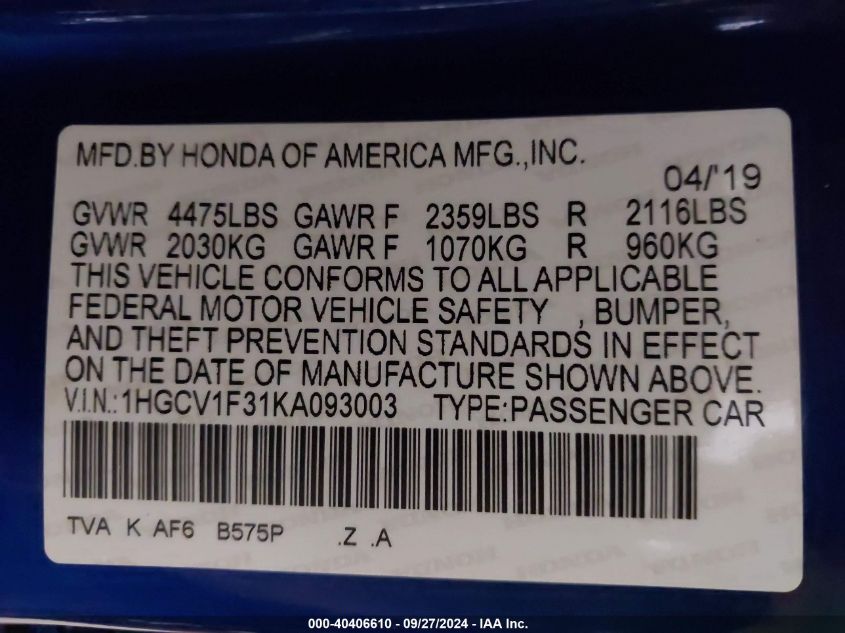 MFD.BY HONDA OF AMERICA MFG.,INC.
04/'19
GVWR 4475LBS GAWR F 2359LBS R 2116LBS
GVWR 2030KG GAWR F 1070KG R 960KG
THIS VEHICLE CONFORMS TO ALL APPLICABLE
FEDERAL MOTOR VEHICLE SAFETY , BUMPER,
AND THEFT PREVENTION STANDARDS IN EFFECT
ON THE DATE OF MANUFACTURE SHOWN ABOVE.
V.I.N.:1HGCV1F31KA093003 TYPE:PASSENGER CAR
TVA K AF6 B575P .Z .A
000-40406610 - 09/27/2024 - IAA Inc.